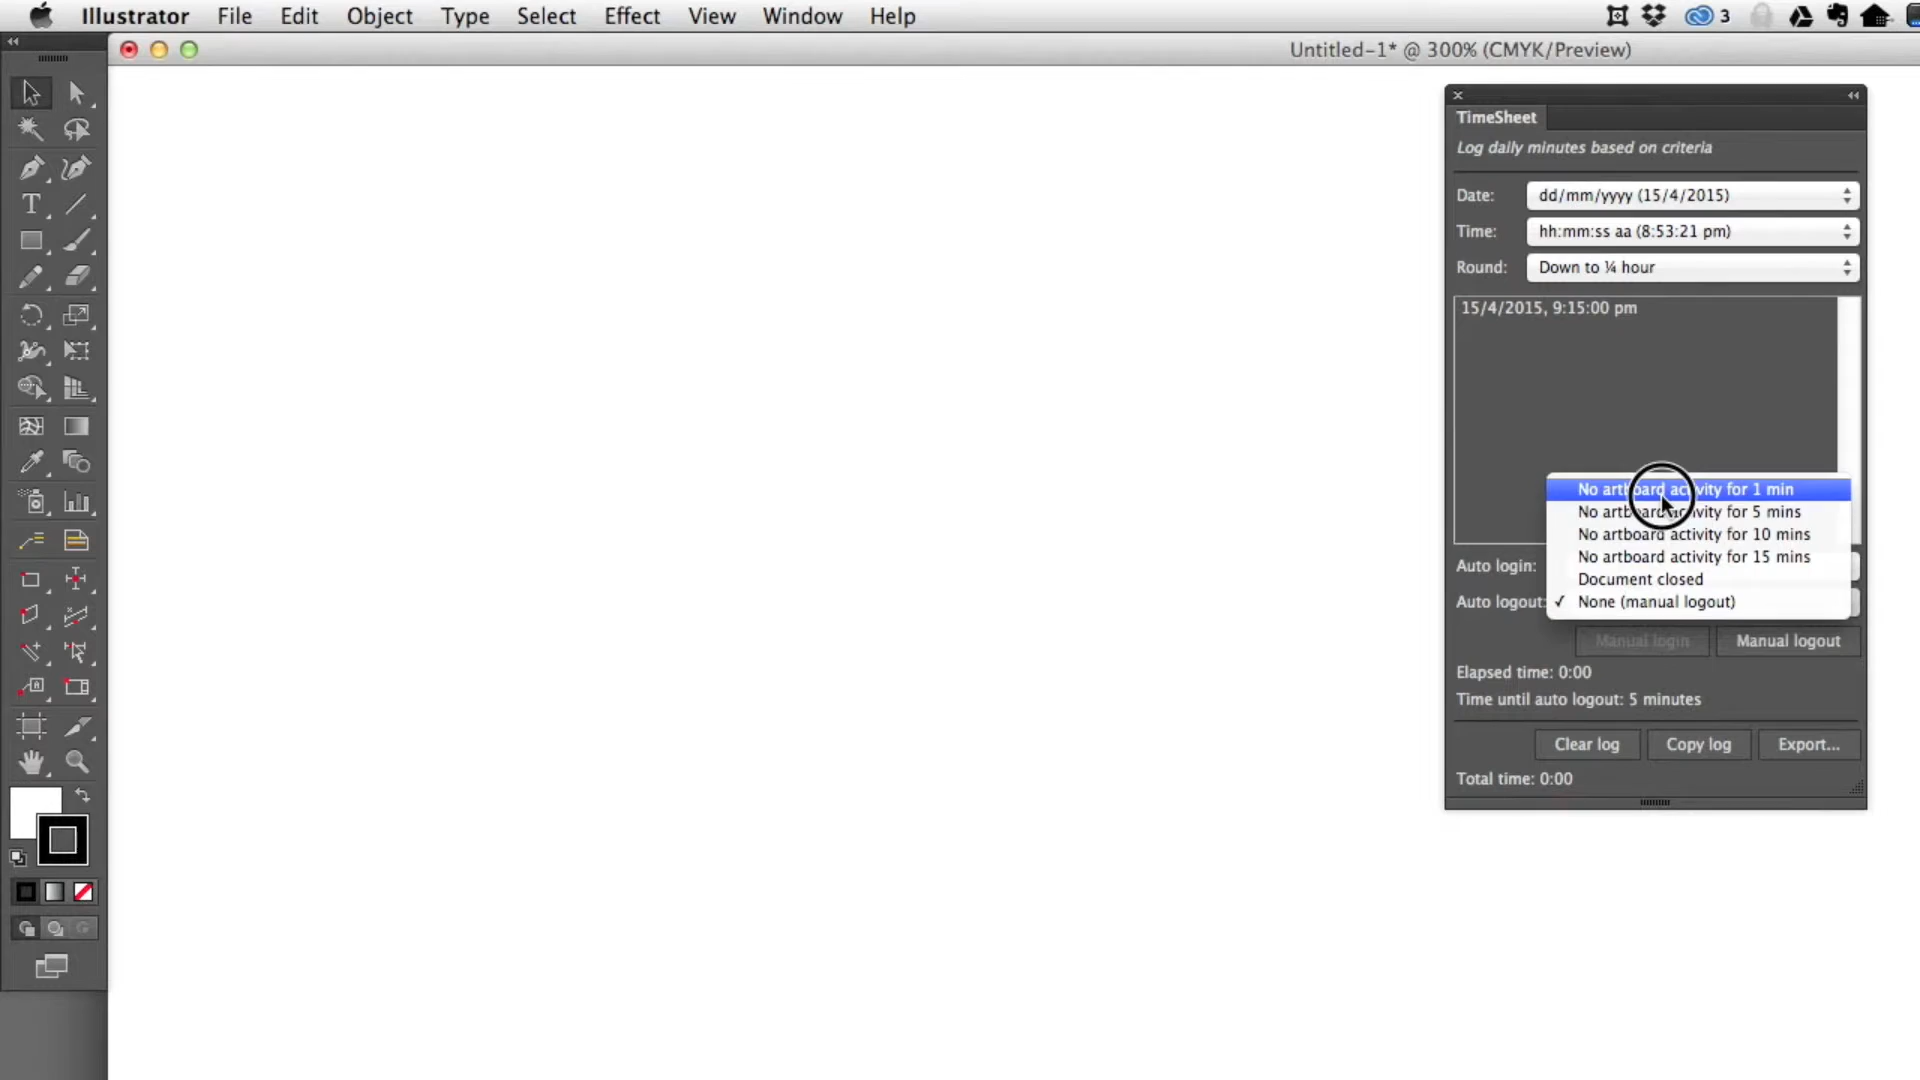 Illustrator File Edit Object Type Select Effect View Window Help 3
Untitled-1* @ 300% (CMYK/Preview)
TimeSheet
Log daily minutes based on criteria
Date: dd/mm/yyyy (15/4/2015)
Time: hh:mm:ss aa (8:53:21 pm)
Round: Down to ¼ hour
15/4/2015, 9:15:00 pm
No artboard activity for 1 min
No artboard activity for 5 mins
No artboard activity for 10 mins
Auto login:
No artboard activity for 15 mins
Document closed
Auto logout: ✓ None (manual logout)
Manual login Manual logout
Elapsed time: 0:00
Time until auto logout: 5 minutes
Clear log Copy log Export...
Total time: 0:00